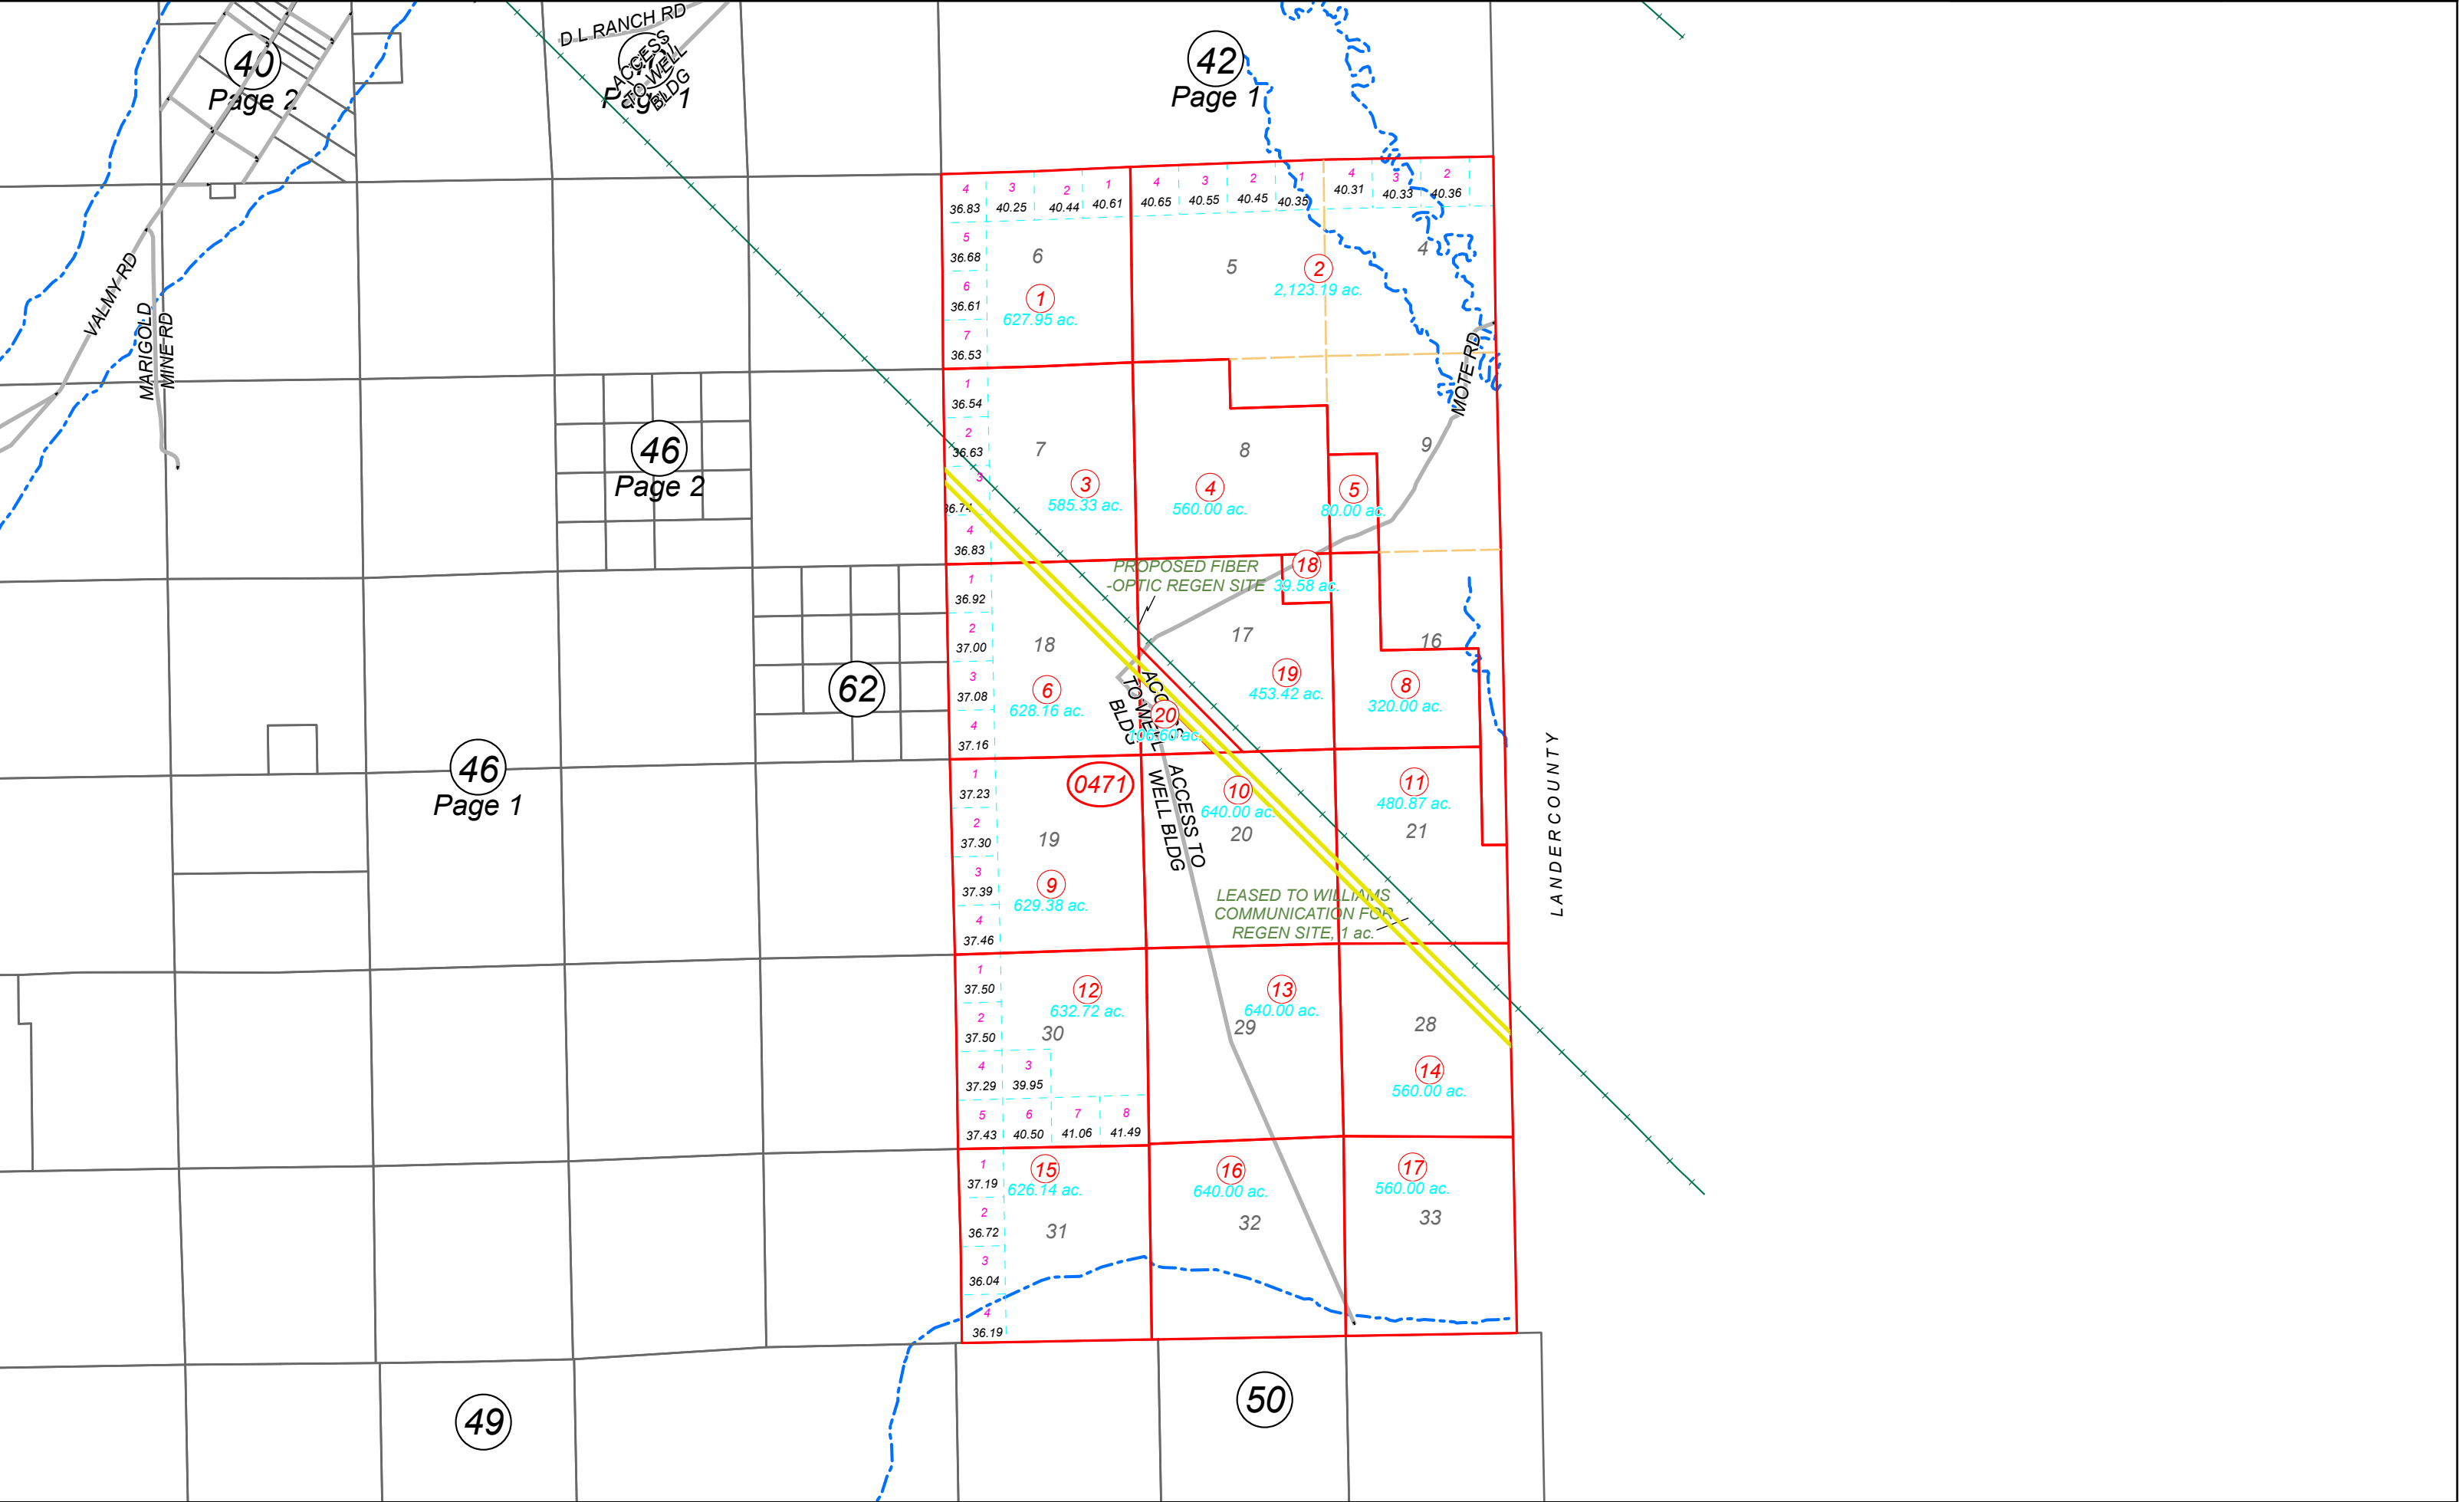 D L RANCH RD
40
Page 2
ACCESS
TO WELL
BLDG
Page 1
42
Page 1
VALMY RD
MARIGOLD
MINE RD
46
Page 2
62
46
Page 1
49
50
4 3 2 1 4 3 2 1 4 3 2
36.83 40.25 40.44 40.61 40.65 40.55 40.45 40.35 40.31 40.33 40.36
5
36.68
6
36.61
7
36.53
6
1
627.95 ac.
5
2
2,123.19 ac.
4
MOTE RD
1
36.54
2
36.63
3
36.74
4
36.83
7
3
585.33 ac.
8
4
560.00 ac.
5
80.00 ac.
9
PROPOSED FIBER
-OPTIC REGEN SITE
18
39.58 ac.
1
36.92
2
37.00
3
37.08
4
37.16
18
6
628.16 ac.
17
19
453.42 ac.
16
8
320.00 ac.
ACCESS
TO WELL
BLDG
20
106.60 ac.
0471
1
37.23
2
37.30
3
37.39
4
37.46
19
9
629.38 ac.
ACCESS TO
WELL BLDG
10
640.00 ac.
20
11
480.87 ac.
21
LEASED TO WILLIAMS
COMMUNICATION FOR
REGEN SITE, 1 ac.
LANDER COUNTY
1
37.50
2
37.50
4 3
37.29 39.95
5 6 7 8
37.43 40.50 41.06 41.49
12
632.72 ac.
30
13
640.00 ac.
29
28
14
560.00 ac.
1
37.19
2
36.72
3
36.04
4
36.19
15
626.14 ac.
31
16
640.00 ac.
32
17
560.00 ac.
33